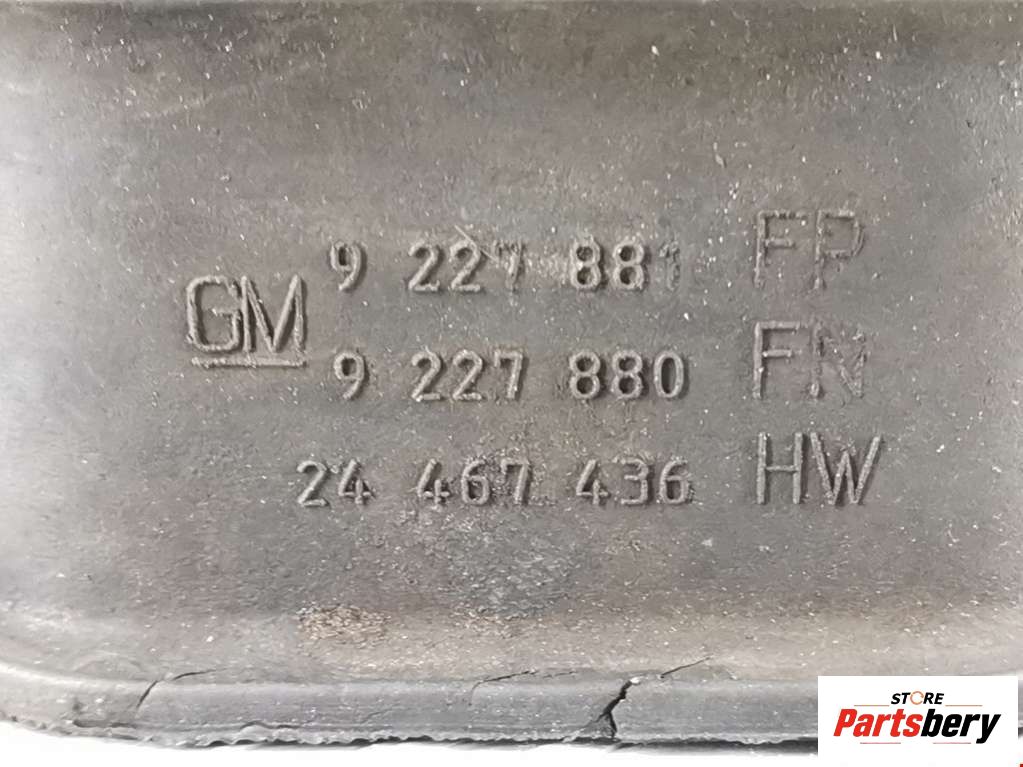 GM
9 227 881 FP
9 227 880 FN
24 467 436 HW
STORE
Partsbery